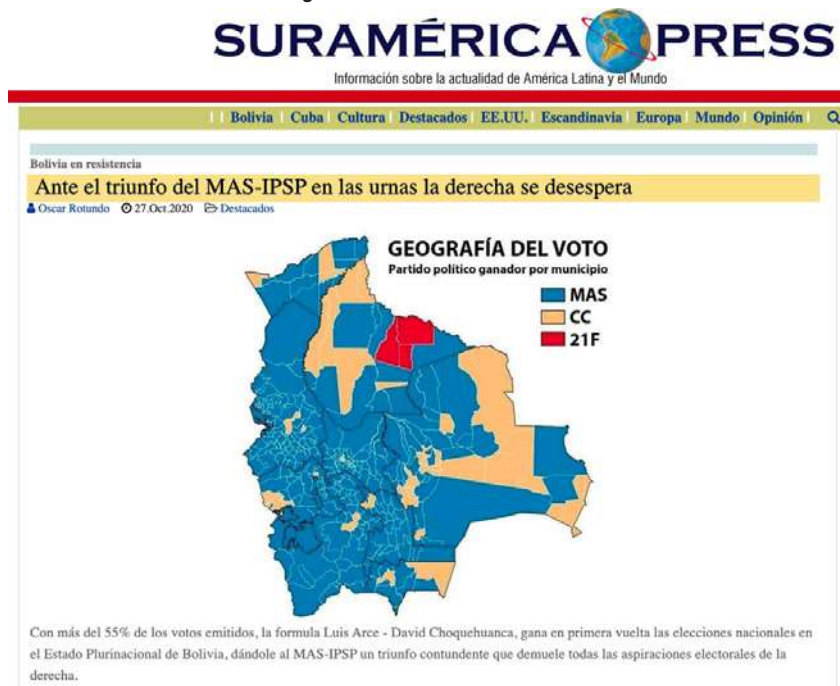 SURAMÉRICA PRESS
Información sobre la actualidad de América Latina y el Mundo
Bolivia Cuba Cultura Destacados EE.UU. Escandinavia Europa Mundo Opinión
Bolivia en resistencia
Ante el triunfo del MAS-IPSP en las urnas la derecha se desespera
Oscar Rotundo 27.Oct.2020 Destacados
GEOGRAFÍA DEL VOTO
Partido político ganador por municipio
MAS
CC
21F
Con más del 55% de los votos emitidos, la formula Luis Arce - David Choquehuanca, gana en primera vuelta las elecciones nacionales en
el Estado Plurinacional de Bolivia, dándole al MAS-IPSP un triunfo contundente que demuele todas las aspiraciones electorales de la
derecha.